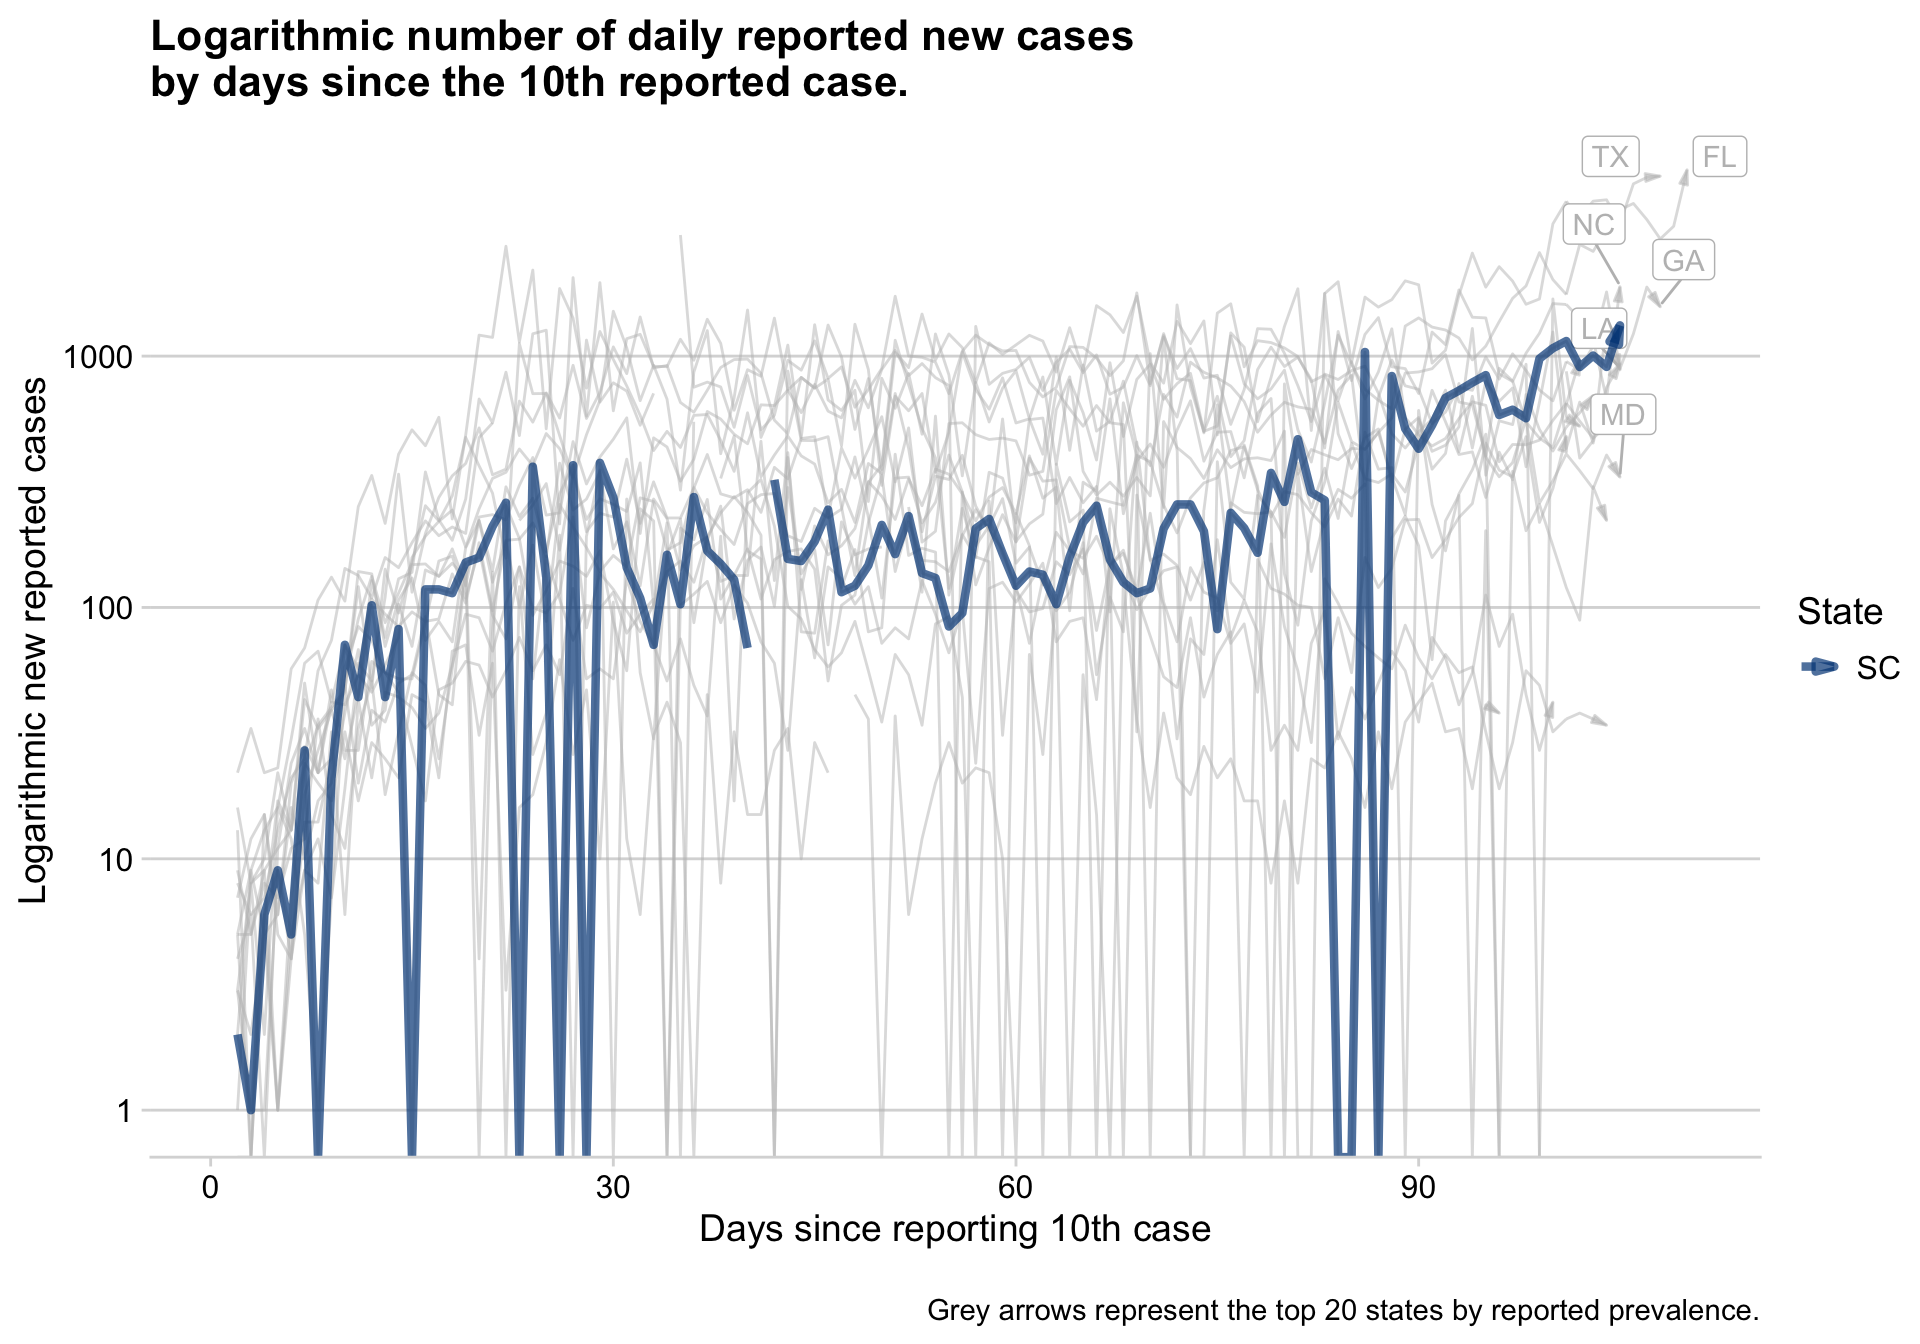 Logarithmic number of daily reported new cases
by days since the 10th reported case.
TX
FL
NC
GA
LA
MD
1000
100
10
1
Logarithmic new reported cases
0
30
60
90
Days since reporting 10th case
State
SC
Grey arrows represent the top 20 states by reported prevalence.